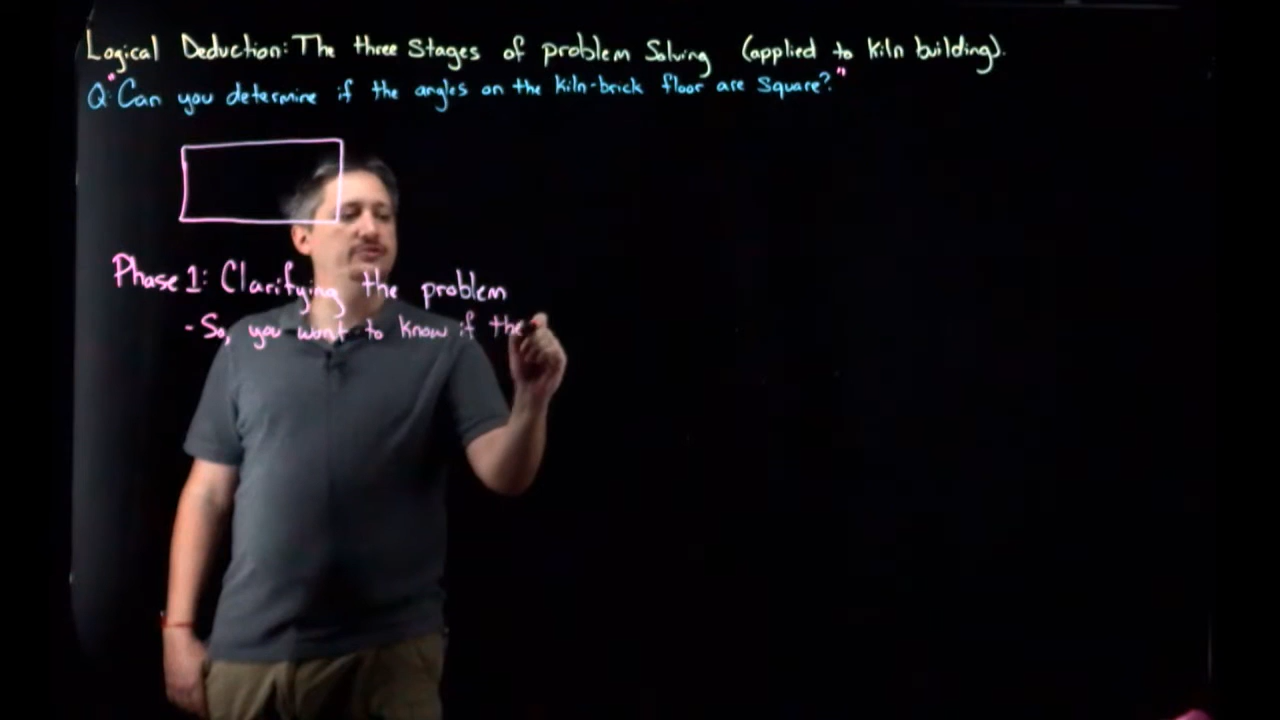 Logical Deduction: The three Stages of problem Solving (applied to kiln building).
Q: "Can you determine if the angles on the kiln-brick floor are square?"
Phase 1: Clarifying the problem
- So, you want to know if the